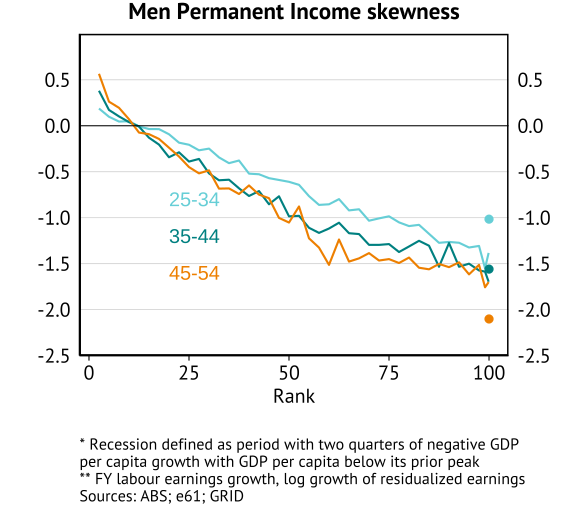 Men Permanent Income skewness
0.5 0.5
0.0 0.0
-0.5 -0.5
25-34
-1.0 -1.0
35-44
45-54
-1.5 -1.5
-2.0 -2.0
-2.5 -2.5
0 25 50 75 100
Rank
* Recession defined as period with two quarters of negative GDP
per capita growth with GDP per capita below its prior peak
** FY labour earnings growth, log growth of residualized earnings
Sources: ABS; e61; GRID